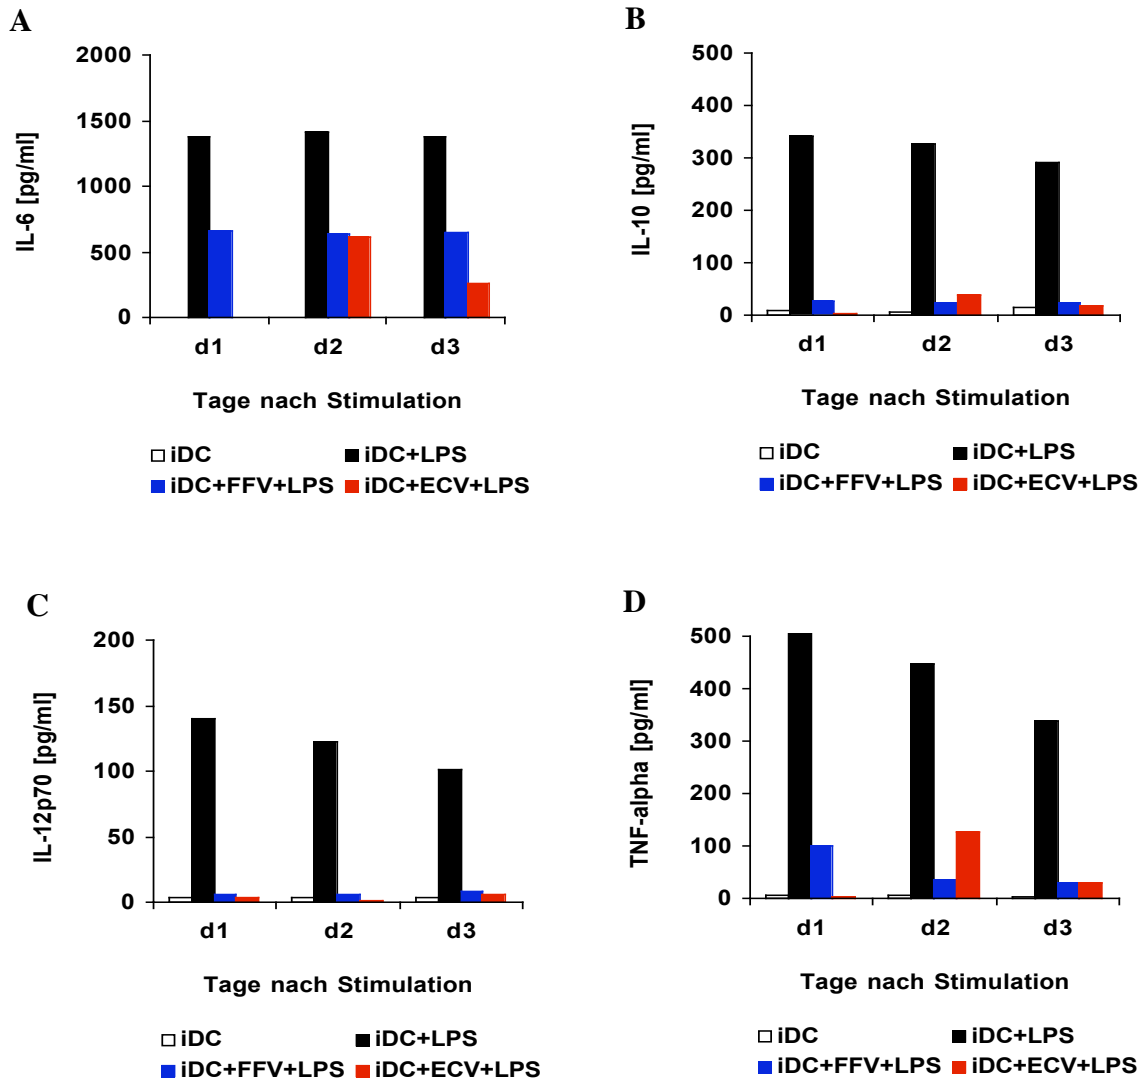 A
2000
1500
1000
500
0
IL-6 [pg/ml]
d1 d2 d3
Tage nach Stimulation
iDC iDC+LPS
iDC+FFV+LPS iDC+ECV+LPS
B
500
400
300
200
100
0
IL-10 [pg/ml]
d1 d2 d3
Tage nach Stimulation
iDC iDC+LPS
iDC+FFV+LPS iDC+ECV+LPS
C
200
150
100
50
0
IL-12p70 [pg/ml]
d1 d2 d3
Tage nach Stimulation
iDC iDC+LPS
iDC+FFV+LPS iDC+ECV+LPS
D
500
400
300
200
100
0
TNF-alpha [pg/ml]
d1 d2 d3
Tage nach Stimulation
iDC iDC+LPS
iDC+FFV+LPS iDC+ECV+LPS